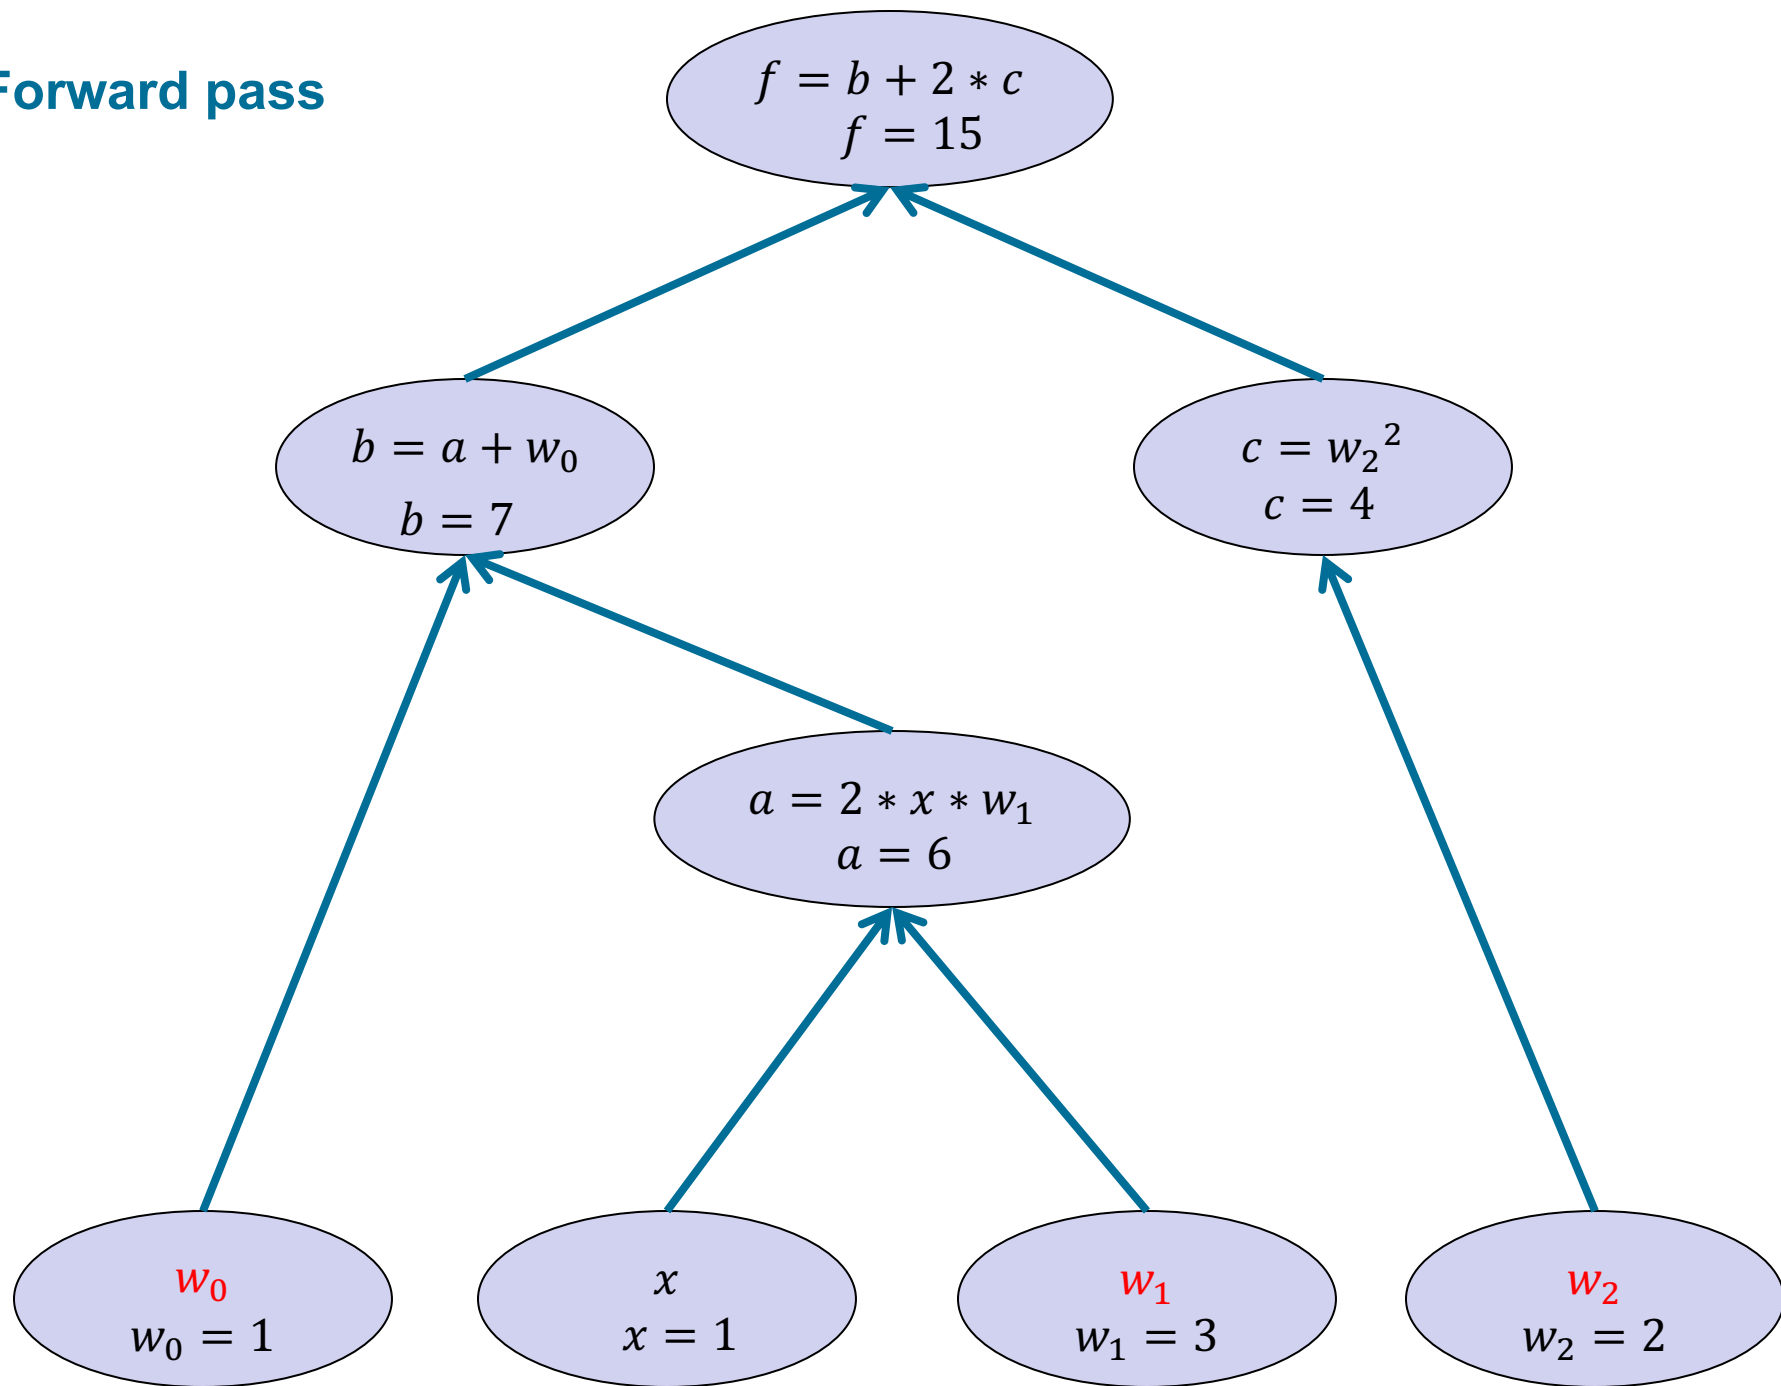 Forward pass
f = b + 2 ∗ c
f = 15
b = a + w₀
b = 7
c = w₂²
c = 4
a = 2 ∗ x ∗ w₁
a = 6
w₀
w₀ = 1
x
x = 1
w₁
w₁ = 3
w₂
w₂ = 2